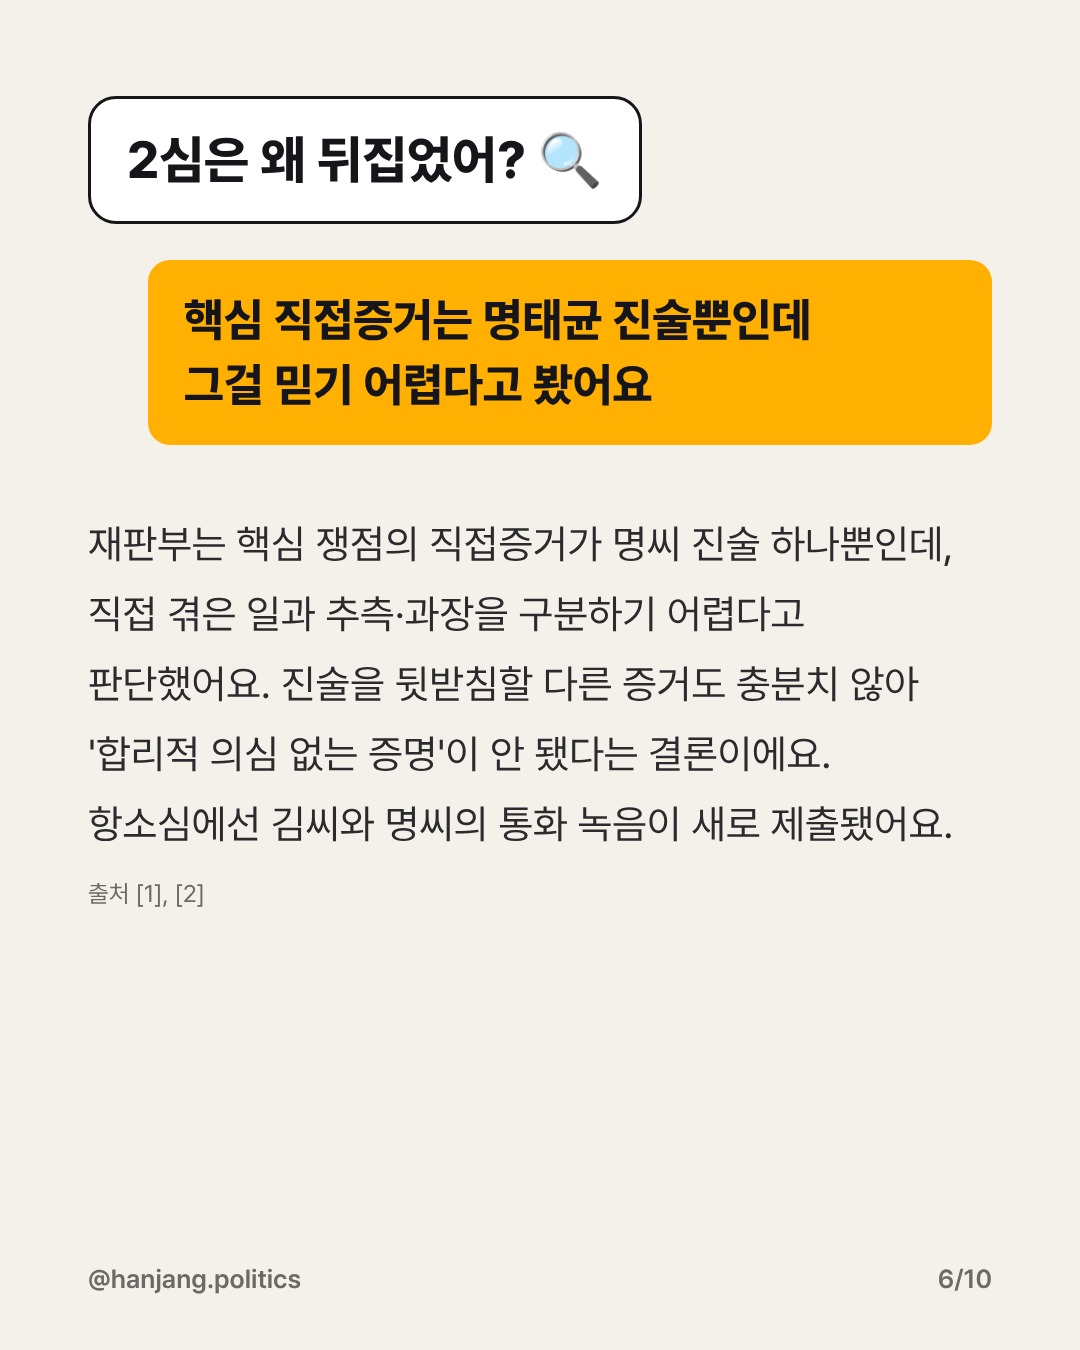 2심은 왜 뒤집었어? 🔍
핵심 직접증거는 명태균 진술뿐인데
그걸 믿기 어렵다고 봤어요
재판부는 핵심 쟁점의 직접증거가 명씨 진술 하나뿐인데,
직접 겪은 일과 추측·과장을 구분하기 어렵다고
판단했어요. 진술을 뒷받침할 다른 증거도 충분치 않아
'합리적 의심 없는 증명'이 안 됐다는 결론이에요.
항소심에선 김씨와 명씨의 통화 녹음이 새로 제출됐어요.
출처 [1], [2]
@hanjang.politics
6/10